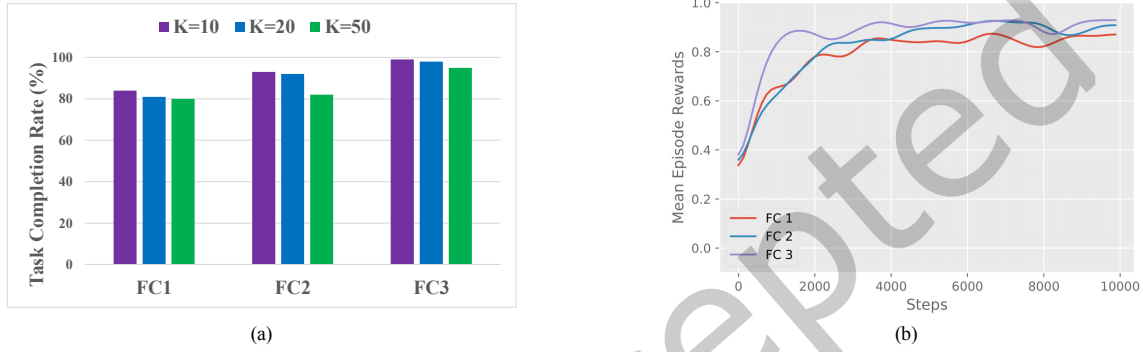 K=10 K=20 K=50
Task Completion Rate (%)
100
80
60
40
20
0
FC1 FC2 FC3
(a)
Mean Episode Rewards
1.0
0.8
0.6
0.4
0.2
0.0
FC 1
FC 2
FC 3
0 2000 4000 6000 8000 10000
Steps
(b)
cepted